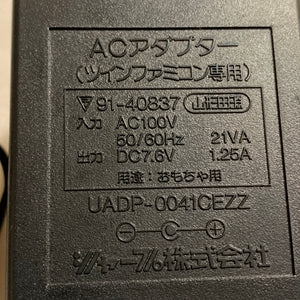 ACアダプター
(ツインファミコン専用)
91-40837
入力 AC100V
50/60Hz 21VA
出力 DC7.6V 1.25A
用途：おもちゃ用
UADP-0041CEZZ
− C +
シャープ株式会社